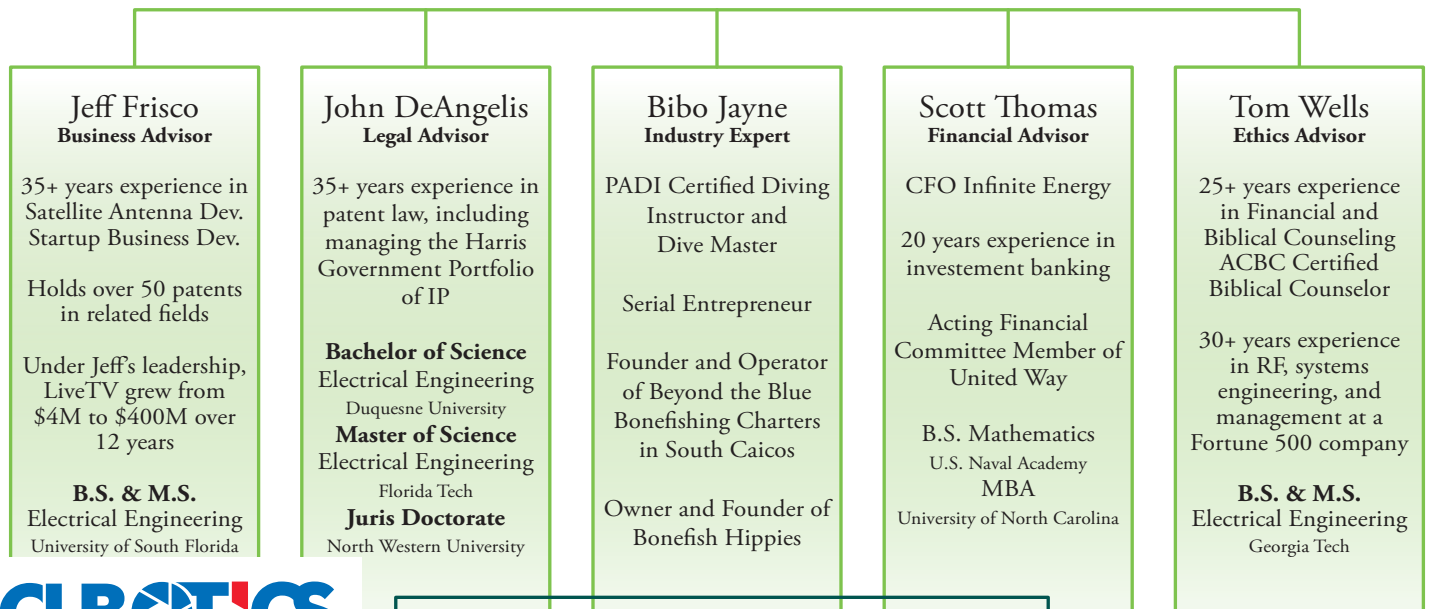 Jeff Frisco
Business Advisor
35+ years experience in
Satellite Antenna Dev.
Startup Business Dev.
Holds over 50 patents
in related fields
Under Jeff's leadership,
LiveTV grew from
$4M to $400M over
12 years
B.S. & M.S.
Electrical Engineering
University of South Florida
John DeAngelis
Legal Advisor
35+ years experience in
patent law, including
managing the Harris
Government Portfolio
of IP
Bachelor of Science
Electrical Engineering
Duquesne University
Master of Science
Electrical Engineering
Florida Tech
Juris Doctorate
North Western University
Bibo Jayne
Industry Expert
PADI Certified Diving
Instructor and
Dive Master
Serial Entrepreneur
Founder and Operator
of Beyond the Blue
Bonefishing Charters
in South Caicos
Owner and Founder of
Bonefish Hippies
Scott Thomas
Financial Advisor
CFO Infinite Energy
20 years experience in
investement banking
Acting Financial
Committee Member of
United Way
B.S. Mathematics
U.S. Naval Academy
MBA
University of North Carolina
Tom Wells
Ethics Advisor
25+ years experience
in Financial and
Biblical Counseling
ACBC Certified
Biblical Counselor
30+ years experience
in RF, systems
engineering, and
management at a
Fortune 500 company
B.S. & M.S.
Electrical Engineering
Georgia Tech